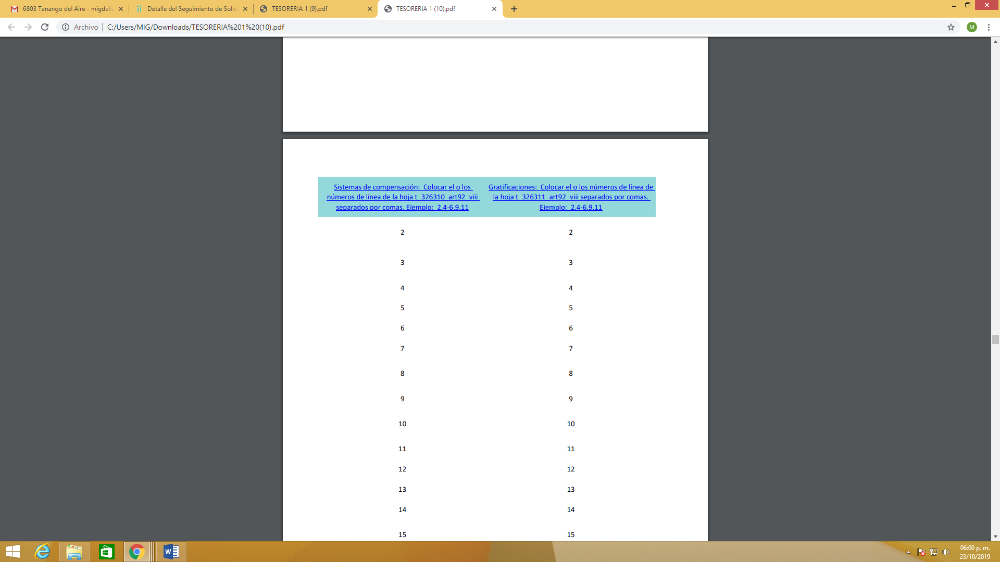 6803 Tenango del Aire - migdalia
Detalle del Seguimiento de Solici
TESORERIA 1 (9).pdf
TESORERIA 1 (10).pdf
Archivo
C:/Users/MIG/Downloads/TESORERIA%201%20(10).pdf
M
Sistemas de compensación:  Colocar el o los
números de línea de la hoja t_326310_art92_viii
separados por comas. Ejemplo:  2,4-6,9,11
Gratificaciones:  Colocar el o los números de línea de
la hoja t_326311_art92_viii separados por comas.
Ejemplo:  2,4-6,9,11
2 2
3 3
4 4
5 5
6 6
7 7
8 8
9 9
10 10
11 11
12 12
13 13
14 14
15 15
06:00 p. m.
23/10/2019